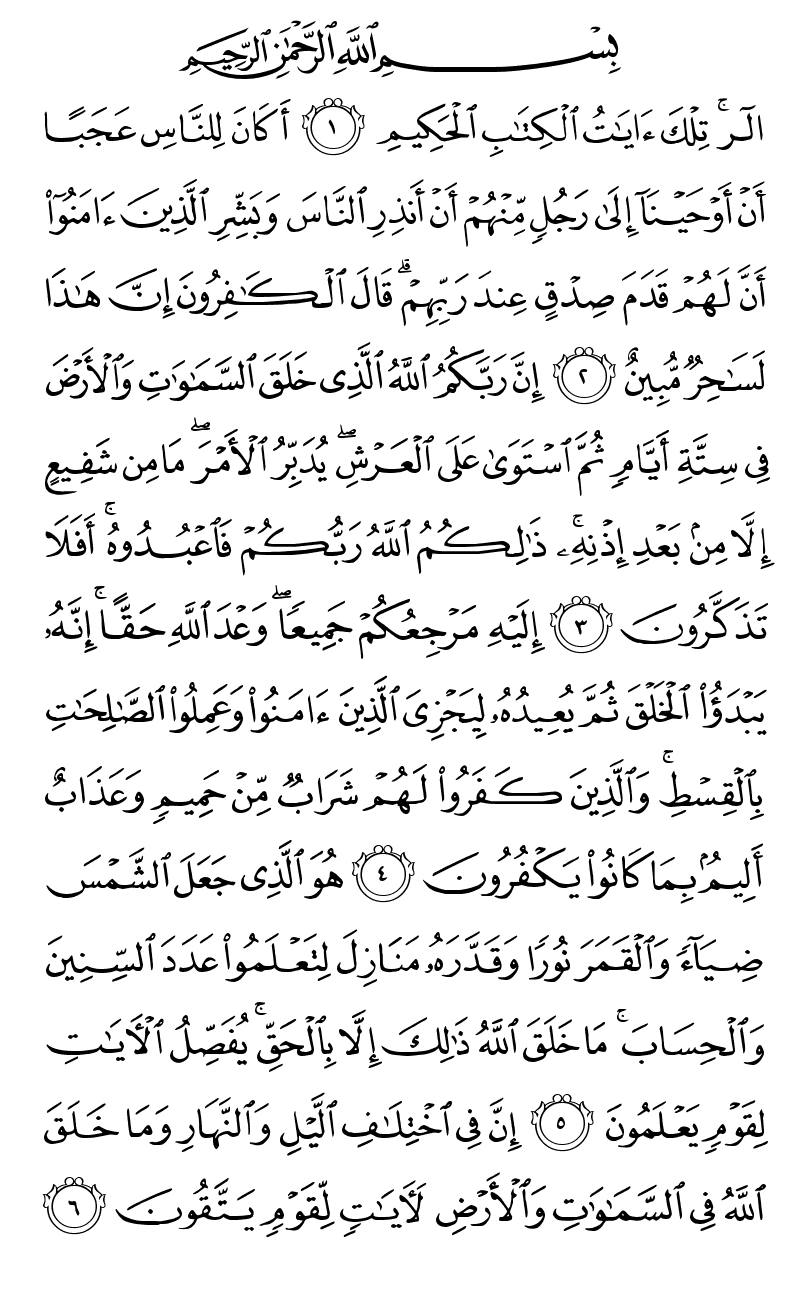 بِسۡمِ ٱللَّهِ ٱلرَّحۡمَٰنِ ٱلرَّحِيمِ
الٓرۚ تِلۡكَ ءَايَٰتُ ٱلۡكِتَٰبِ ٱلۡحَكِيمِ ١ أَكَانَ لِلنَّاسِ عَجَبًا
أَنۡ أَوۡحَيۡنَآ إِلَىٰ رَجُلٖ مِّنۡهُمۡ أَنۡ أَنذِرِ ٱلنَّاسَ وَبَشِّرِ ٱلَّذِينَ ءَامَنُوٓاْ
أَنَّ لَهُمۡ قَدَمَ صِدۡقٍ عِندَ رَبِّهِمۡۗ قَالَ ٱلۡكَٰفِرُونَ إِنَّ هَٰذَا
لَسَٰحِرٞ مُّبِينٌ ٢ إِنَّ رَبَّكُمُ ٱللَّهُ ٱلَّذِي خَلَقَ ٱلسَّمَٰوَٰتِ وَٱلۡأَرۡضَ
فِي سِتَّةِ أَيَّامٖ ثُمَّ ٱسۡتَوَىٰ عَلَى ٱلۡعَرۡشِۖ يُدَبِّرُ ٱلۡأَمۡرَۖ مَا مِن شَفِيعٍ
إِلَّا مِنۢ بَعۡدِ إِذۡنِهِۦۚ ذَٰلِكُمُ ٱللَّهُ رَبُّكُمۡ فَٱعۡبُدُوهُۚ أَفَلَا
تَذَكَّرُونَ ٣ إِلَيۡهِ مَرۡجِعُكُمۡ جَمِيعٗاۖ وَعۡدَ ٱللَّهِ حَقًّاۚ إِنَّهُۥ
يَبۡدَؤُاْ ٱلۡخَلۡقَ ثُمَّ يُعِيدُهُۥ لِيَجۡزِيَ ٱلَّذِينَ ءَامَنُواْ وَعَمِلُواْ ٱلصَّٰلِحَٰتِ
بِٱلۡقِسۡطِۚ وَٱلَّذِينَ كَفَرُواْ لَهُمۡ شَرَابٞ مِّنۡ حَمِيمٖ وَعَذَابٌ
أَلِيمُۢ بِمَا كَانُواْ يَكۡفُرُونَ ٤ هُوَ ٱلَّذِي جَعَلَ ٱلشَّمۡسَ
ضِيَآءٗ وَٱلۡقَمَرَ نُورٗا وَقَدَّرَهُۥ مَنَازِلَ لِتَعۡلَمُواْ عَدَدَ ٱلسِّنِينَ
وَٱلۡحِسَابَۚ مَا خَلَقَ ٱللَّهُ ذَٰلِكَ إِلَّا بِٱلۡحَقِّۚ يُفَصِّلُ ٱلۡأٓيَٰتِ
لِقَوۡمٖ يَعۡلَمُونَ ٥ إِنَّ فِي ٱخۡتِلَٰفِ ٱلَّيۡلِ وَٱلنَّهَارِ وَمَا خَلَقَ
ٱللَّهُ فِي ٱلسَّمَٰوَٰتِ وَٱلۡأَرۡضِ لَأٓيَٰتٖ لِّقَوۡمٖ يَتَّقُونَ ٦